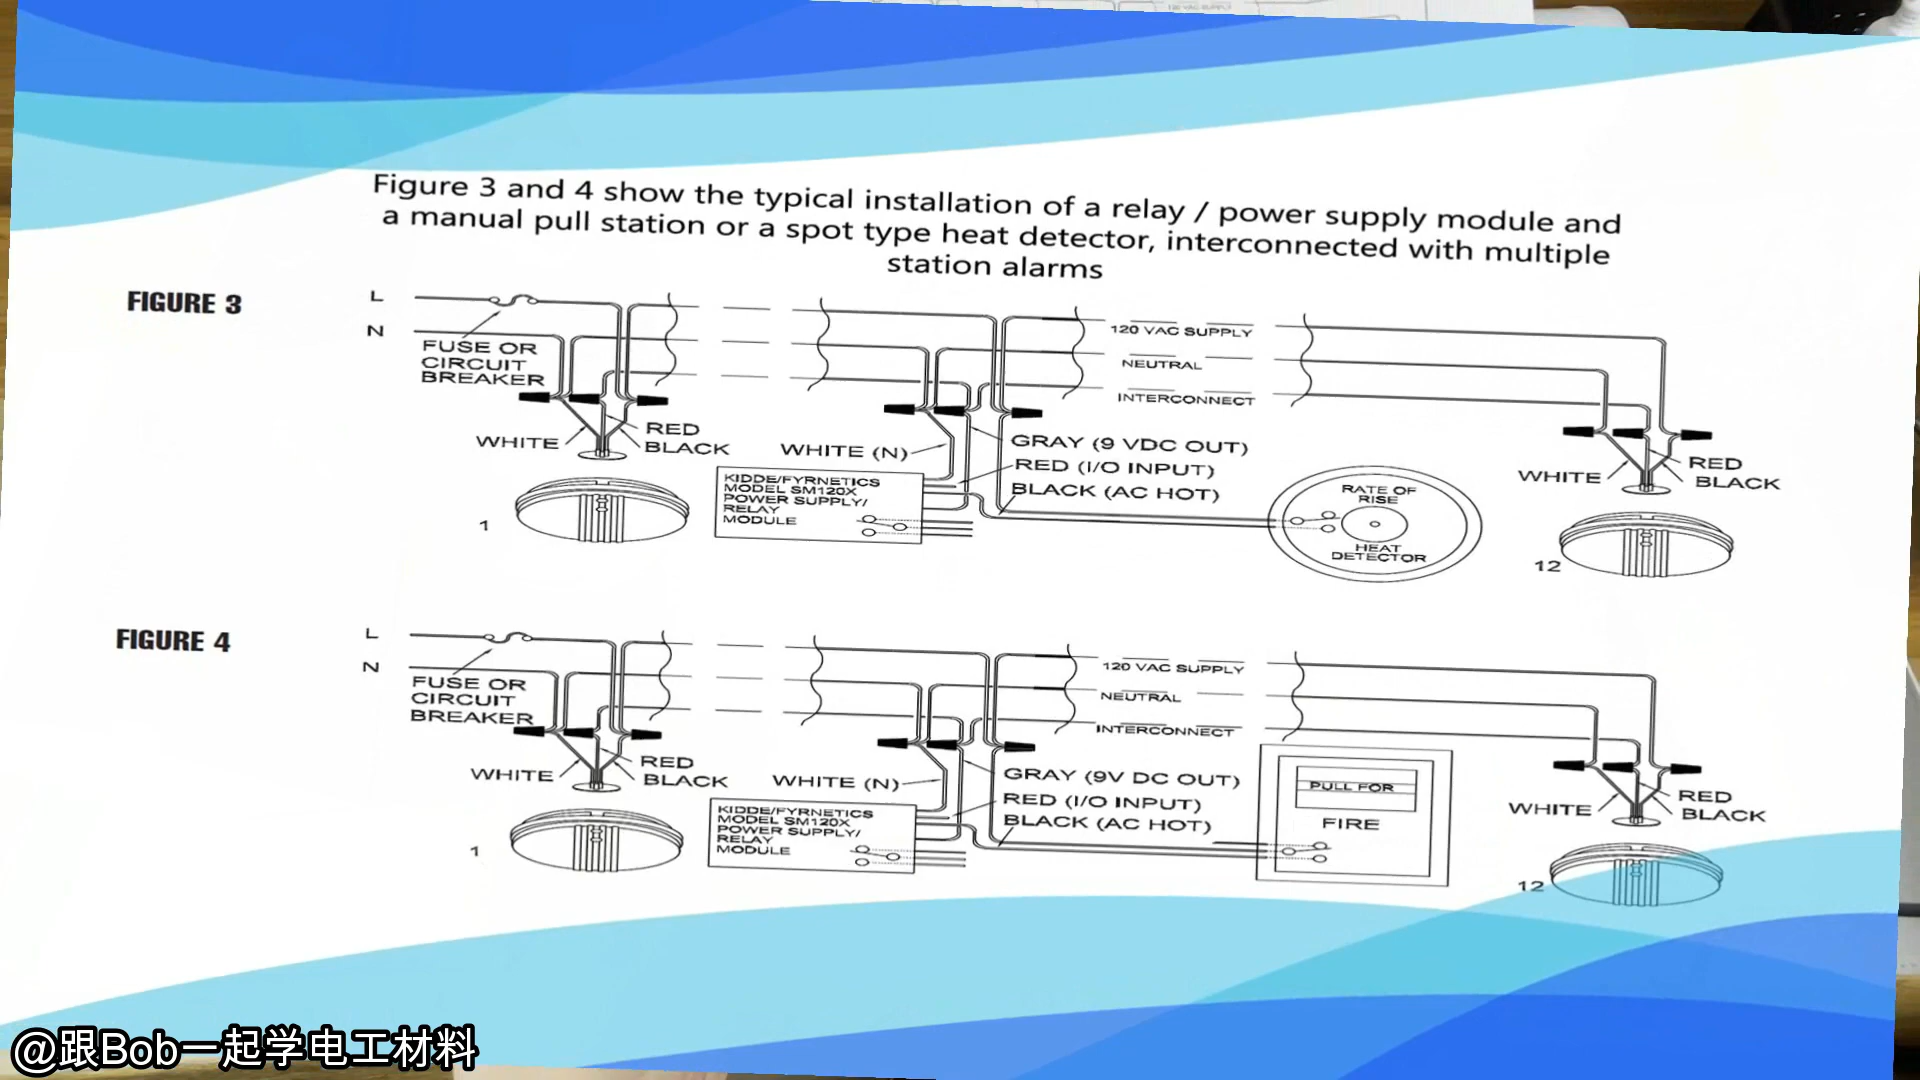 Figure 3 and 4 show the typical installation of a relay / power supply module and
a manual pull station or a spot type heat detector, interconnected with multiple
station alarms
FIGURE 3
L
N
FUSE OR
CIRCUIT
BREAKER
120 VAC SUPPLY
NEUTRAL
INTERCONNECT
WHITE
RED
BLACK
WHITE (N)
GRAY (9 VDC OUT)
RED (I/O INPUT)
BLACK (AC HOT)
WHITE
RED
BLACK
1
KIDDE/FYRNETICS
MODEL SM120X
POWER SUPPLY/
RELAY
MODULE
RATE OF
RISE
HEAT
DETECTOR
12
FIGURE 4
L
N
FUSE OR
CIRCUIT
BREAKER
120 VAC SUPPLY
NEUTRAL
INTERCONNECT
WHITE
RED
BLACK
WHITE (N)
GRAY (9V DC OUT)
RED (I/O INPUT)
BLACK (AC HOT)
PULL FOR
FIRE
WHITE
RED
BLACK
1
KIDDE/FYRNETICS
MODEL SM120X
POWER SUPPLY/
RELAY
MODULE
12
@跟Bob一起学电工材料